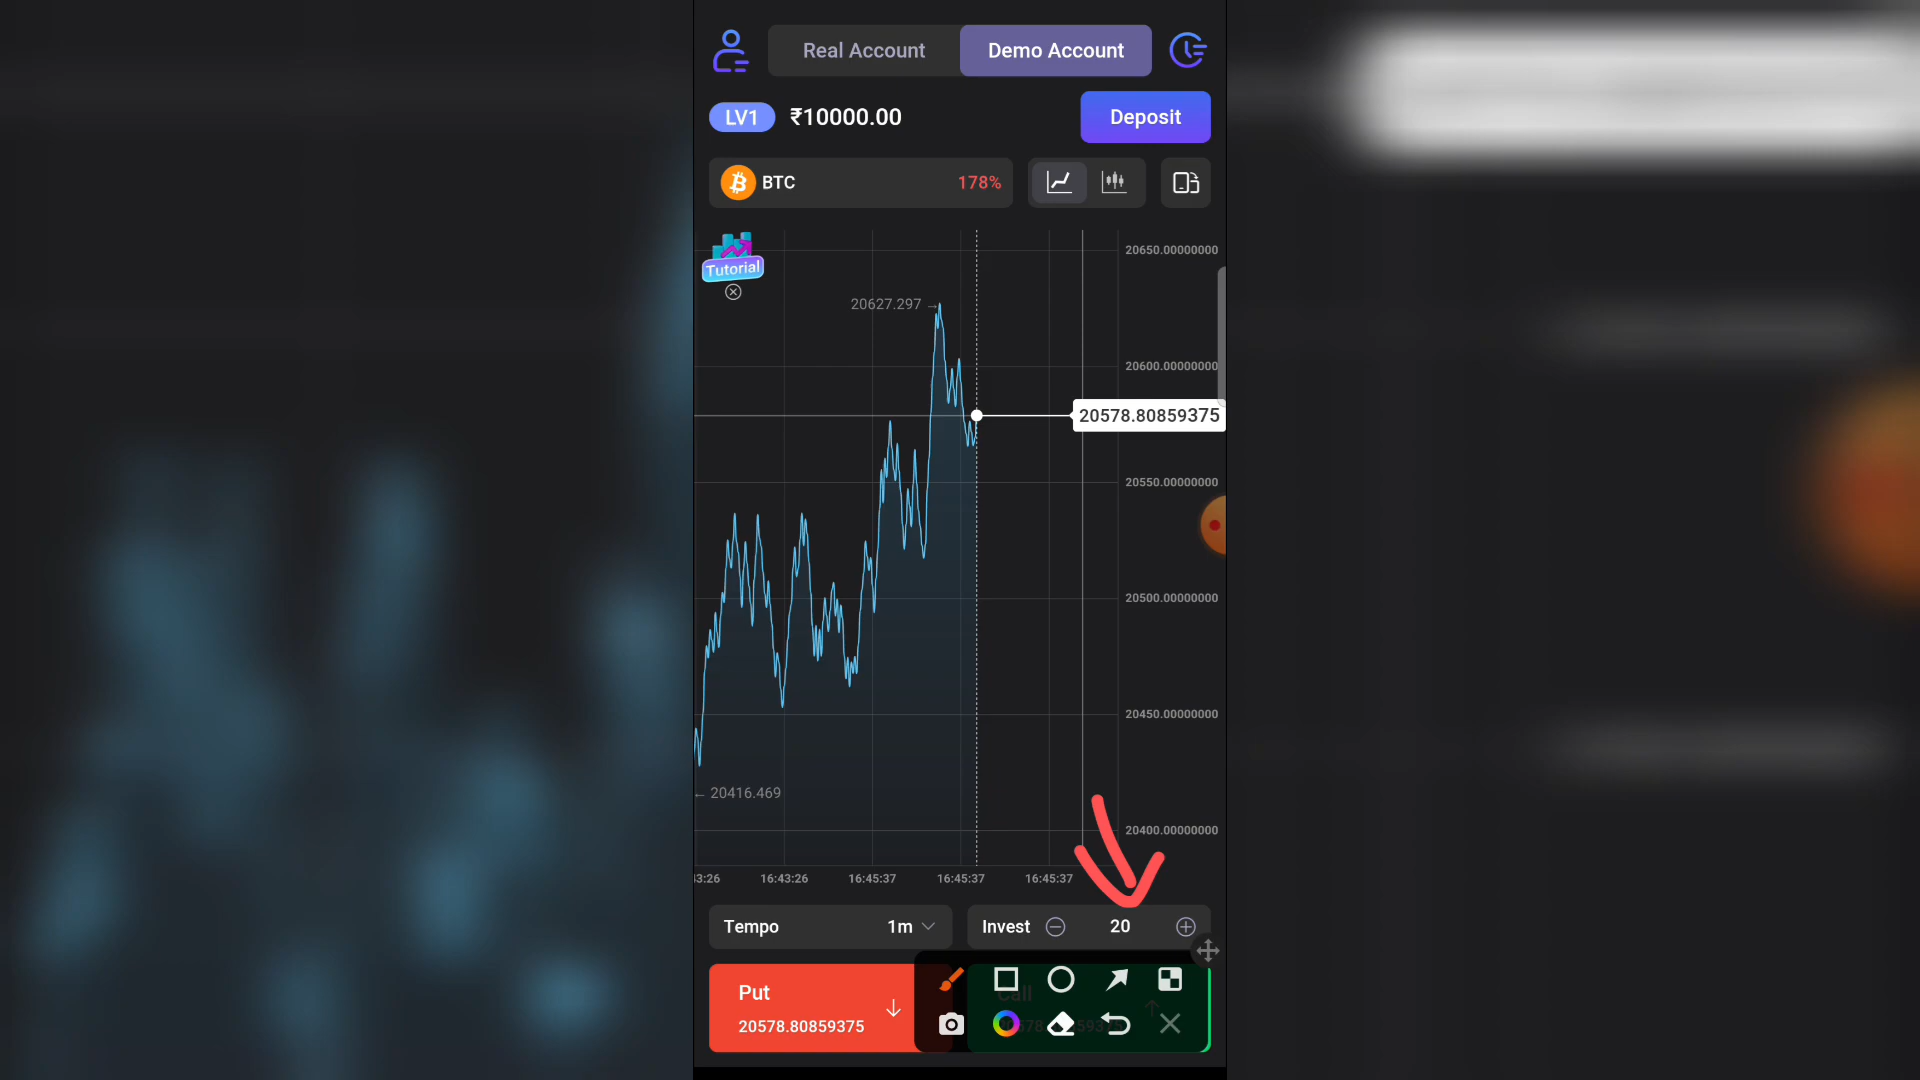 Real Account
Demo Account
LV1
₹10000.00
Deposit
BTC
178%
Tutorial
20650.00000000
20627.297
20600.00000000
20578.80859375
20550.00000000
20500.00000000
20450.00000000
20416.469
20400.00000000
16:43:26
16:45:37
16:45:37
16:45:37
Tempo
1m
Invest
20
Put
20578.80859375
Call